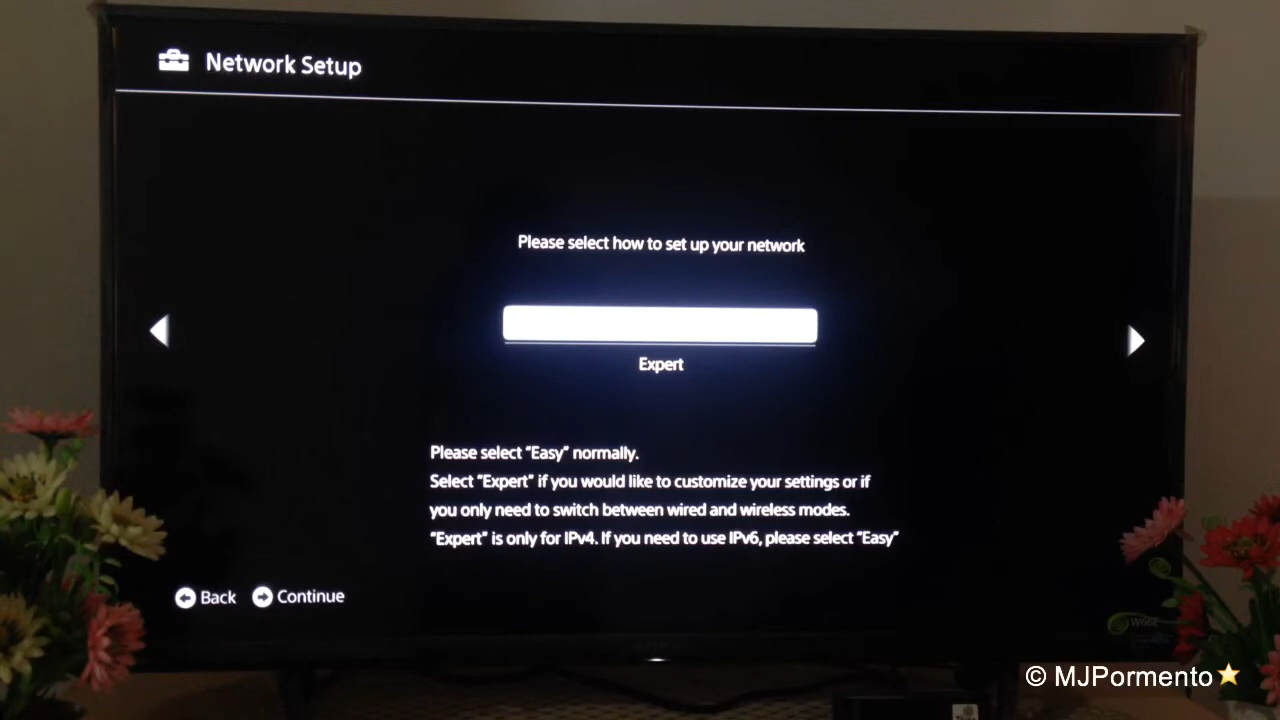 Network Setup
Please select how to set up your network
Expert
Please select "Easy" normally.
Select "Expert" if you would like to customize your settings or if
you only need to switch between wired and wireless modes.
"Expert" is only for IPv4. If you need to use IPv6, please select "Easy"
Back Continue
© MJPormento